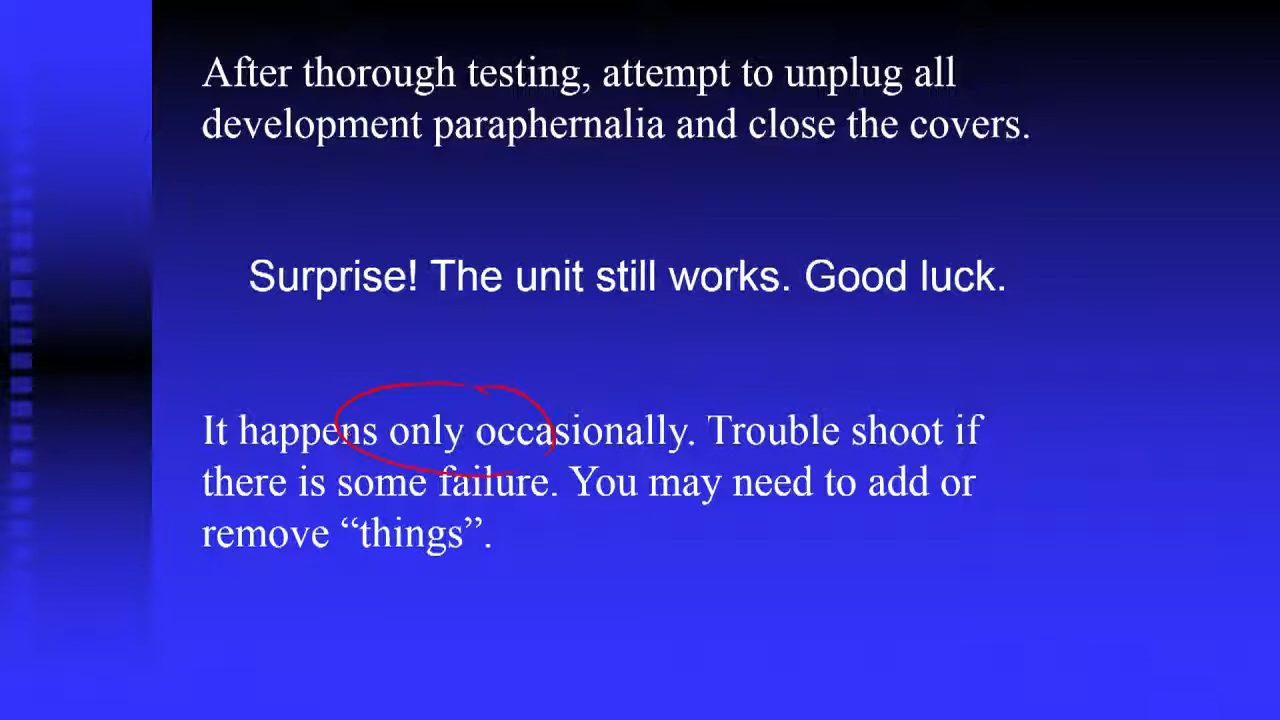 After thorough testing, attempt to unplug all
development paraphernalia and close the covers.
Surprise! The unit still works. Good luck.
It happens only occasionally. Trouble shoot if
there is some failure. You may need to add or
remove “things”.